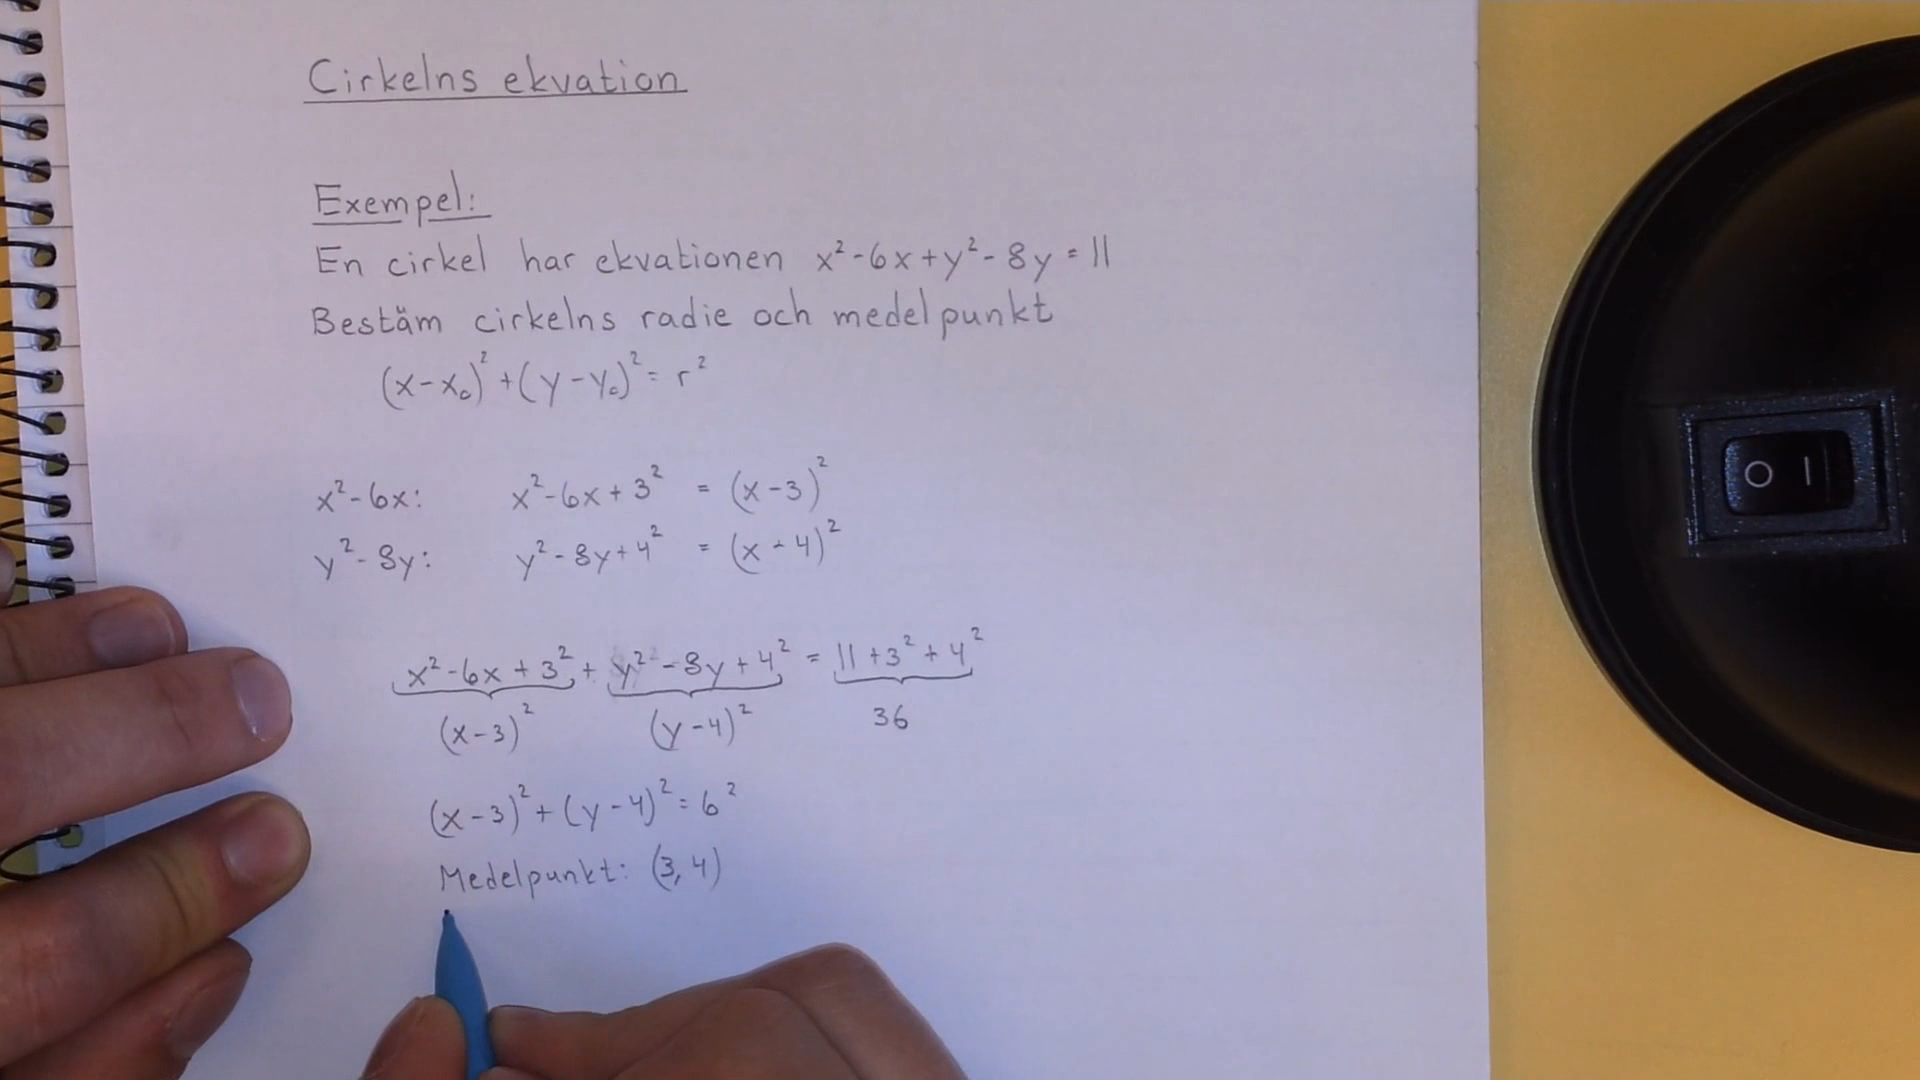 Cirkelns ekvation
Exempel:
En cirkel har ekvationen x²-6x+y²-8y=11
Bestäm cirkelns radie och medelpunkt
(x-x₀)²+(y-y₀)²=r²
x²-6x: x²-6x+3² = (x-3)²
y²-8y: y²-8y+4² = (x-4)²
x²-6x+3²+y²-8y+4²=11+3²+4²
(x-3)² (y-4)² 36
(x-3)²+(y-4)²=6²
Medelpunkt: (3,4)
O I